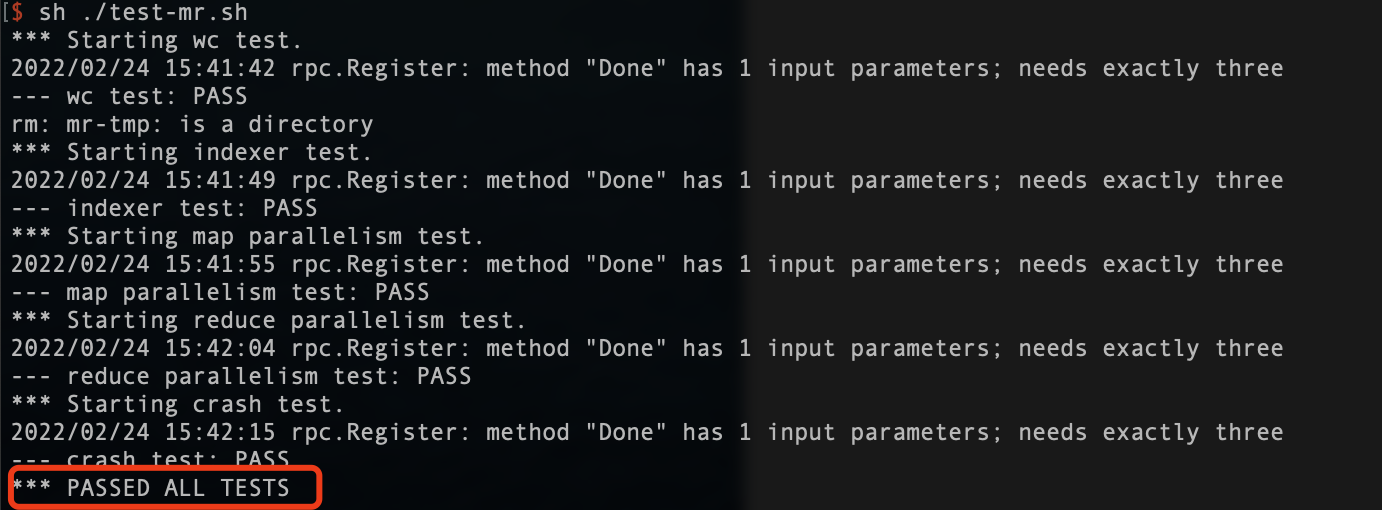 [$ sh ./test-mr.sh
*** Starting wc test.
2022/02/24 15:41:42 rpc.Register: method "Done" has 1 input parameters; needs exactly three
--- wc test: PASS
rm: mr-tmp: is a directory
*** Starting indexer test.
2022/02/24 15:41:49 rpc.Register: method "Done" has 1 input parameters; needs exactly three
--- indexer test: PASS
*** Starting map parallelism test.
2022/02/24 15:41:55 rpc.Register: method "Done" has 1 input parameters; needs exactly three
--- map parallelism test: PASS
*** Starting reduce parallelism test.
2022/02/24 15:42:04 rpc.Register: method "Done" has 1 input parameters; needs exactly three
--- reduce parallelism test: PASS
*** Starting crash test.
2022/02/24 15:42:15 rpc.Register: method "Done" has 1 input parameters; needs exactly three
--- crash test: PASS
*** PASSED ALL TESTS